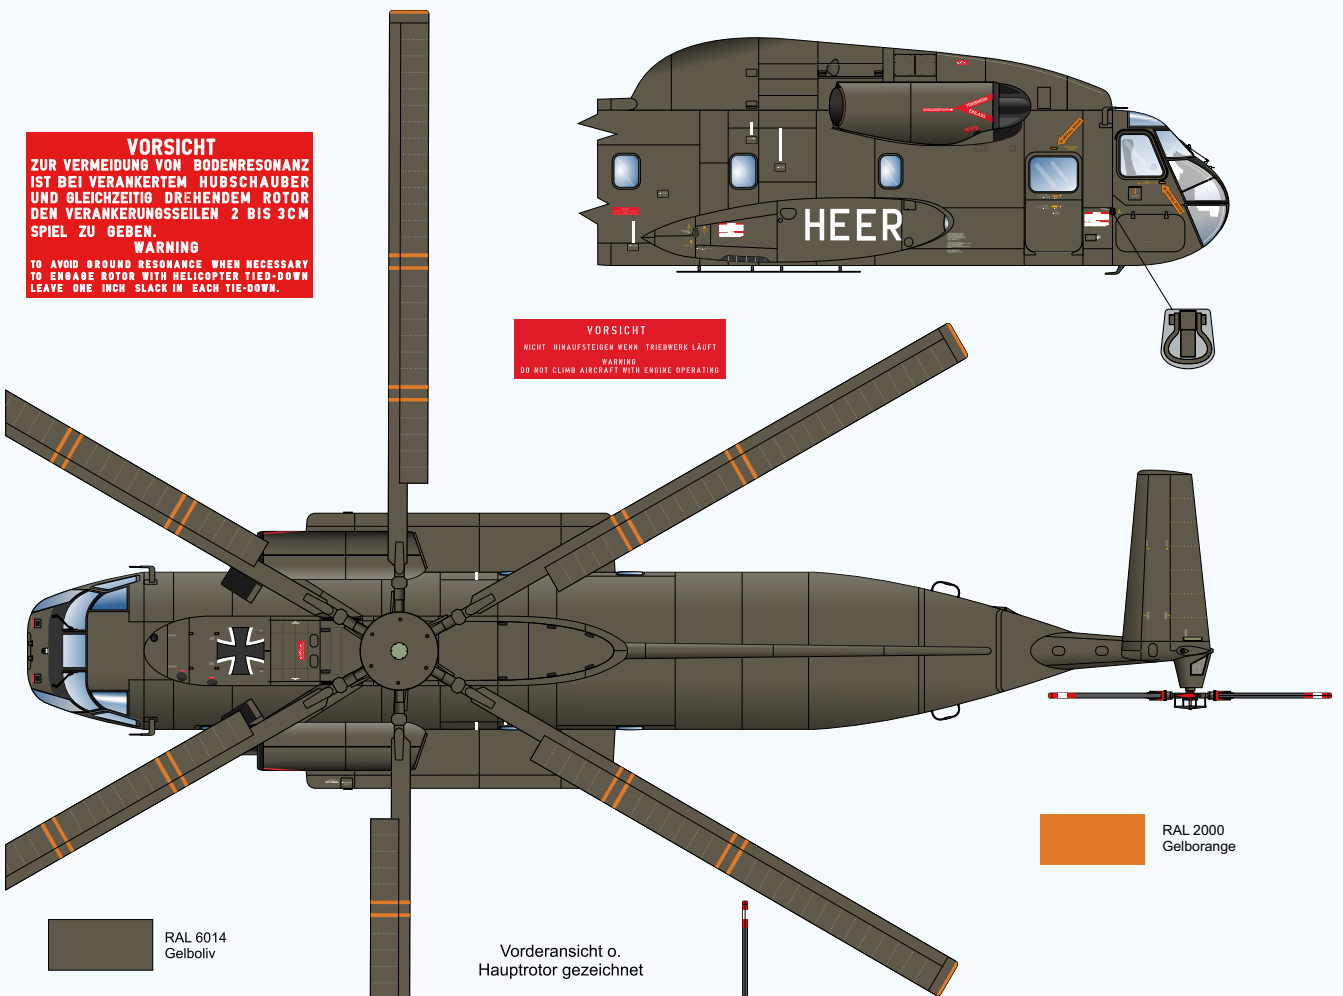 VORSICHT
ZUR VERMEIDUNG VON BODENRESONANZ
IST BEI VERANKERTEM HUBSCHAUBER
UND GLEICHZEITIG DREHENDEM ROTOR
DEN VERANKERUNGSSEILEN 2 BIS 3CM
SPIEL ZU GEBEN.
WARNING
TO AVOID GROUND RESONANCE WHEN NECESSARY
TO ENGAGE ROTOR WITH HELICOPTER TIED-DOWN
LEAVE ONE INCH SLACK IN EACH TIE-DOWN.
TRIEBWERK
EINLASS
HEER
VORSICHT
NICHT HINAUFSTEIGEN WENN TRIEBWERK LÄUFT
WARNING
DO NOT CLIMB AIRCRAFT WITH ENGINE OPERATING
RAL 2000
Gelborange
RAL 6014
Gelboliv
Vorderansicht o.
Hauptrotor gezeichnet